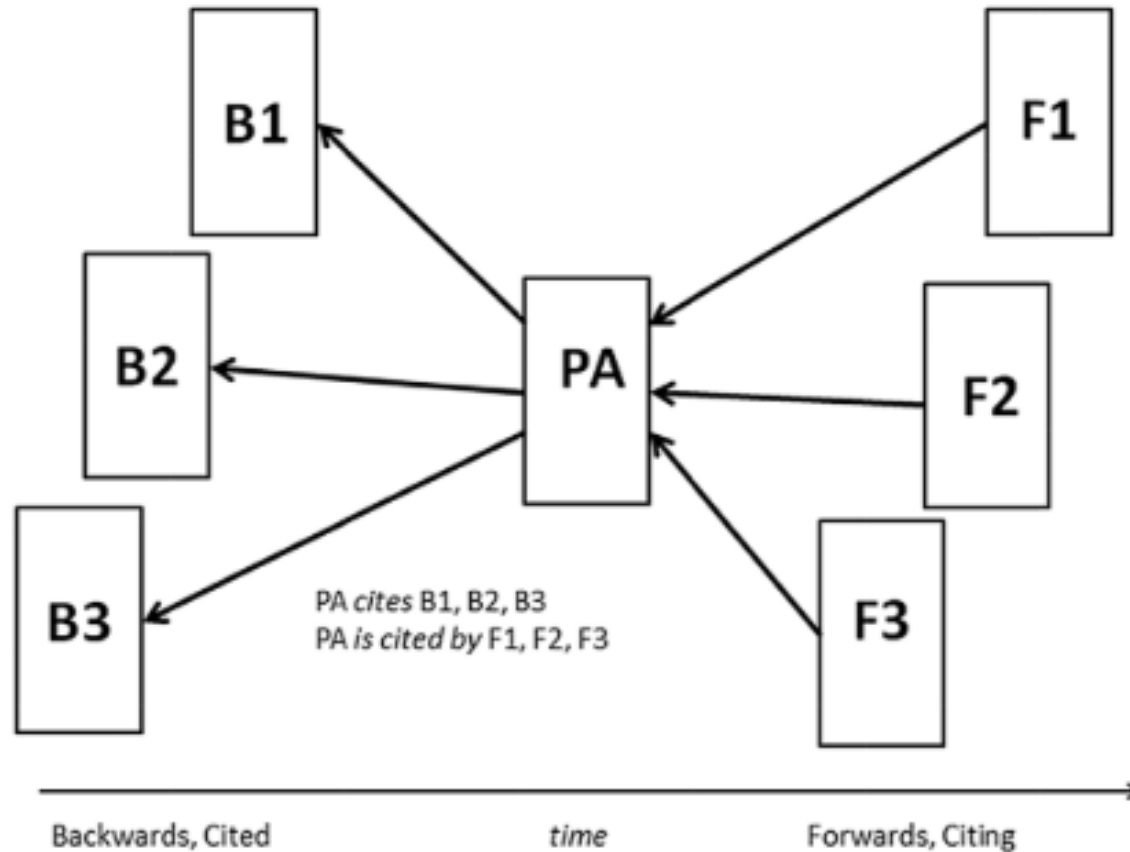 B1
F1
B2
PA
F2
B3
PA cites B1, B2, B3
PA is cited by F1, F2, F3
F3
Backwards, Cited
time
Forwards, Citing